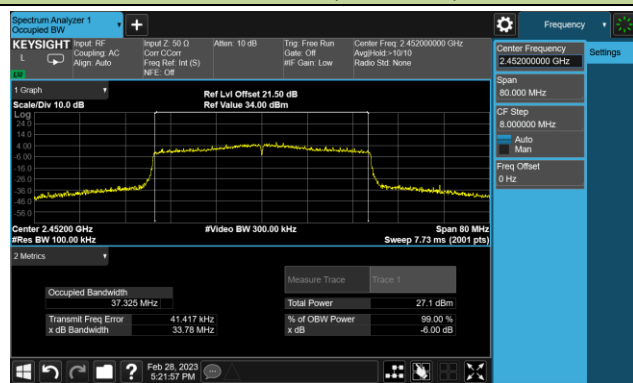 Spectrum Analyzer 1
Occupied BW
Frequency
KEYSIGHT
Input: RF
Coupling: AC
Align: Auto
Input Z: 50 Ω
Corr CCorr
Freq Ref: Int (S)
NFE: Off
Atten: 10 dB
Trig: Free Run
Gate: Off
#IF Gain: Low
Center Freq: 2.452000000 GHz
Avg|Hold:>10/10
Radio Std: None
L
Center Frequency
2.452000000 GHz
Settings
Span
80.000 MHz
CF Step
8.000000 MHz
Auto
Man
Freq Offset
0 Hz
1 Graph
Scale/Div 10.0 dB
Ref Lvl Offset 21.50 dB
Ref Value 34.00 dBm
Log
24.0
14.0
4.00
-6.00
-16.0
-26.0
-36.0
-46.0
-56.0
Center 2.45200 GHz
#Res BW 100.00 kHz
#Video BW 300.00 kHz
Span 80 MHz
Sweep 7.73 ms (2001 pts)
2 Metrics
Measure Trace
Trace 1
Occupied Bandwidth
37.325 MHz
Total Power
27.1 dBm
Transmit Freq Error
41.417 kHz
% of OBW Power
99.00 %
x dB Bandwidth
33.78 MHz
x dB
-6.00 dB
?
Feb 28, 2023
5:21:57 PM